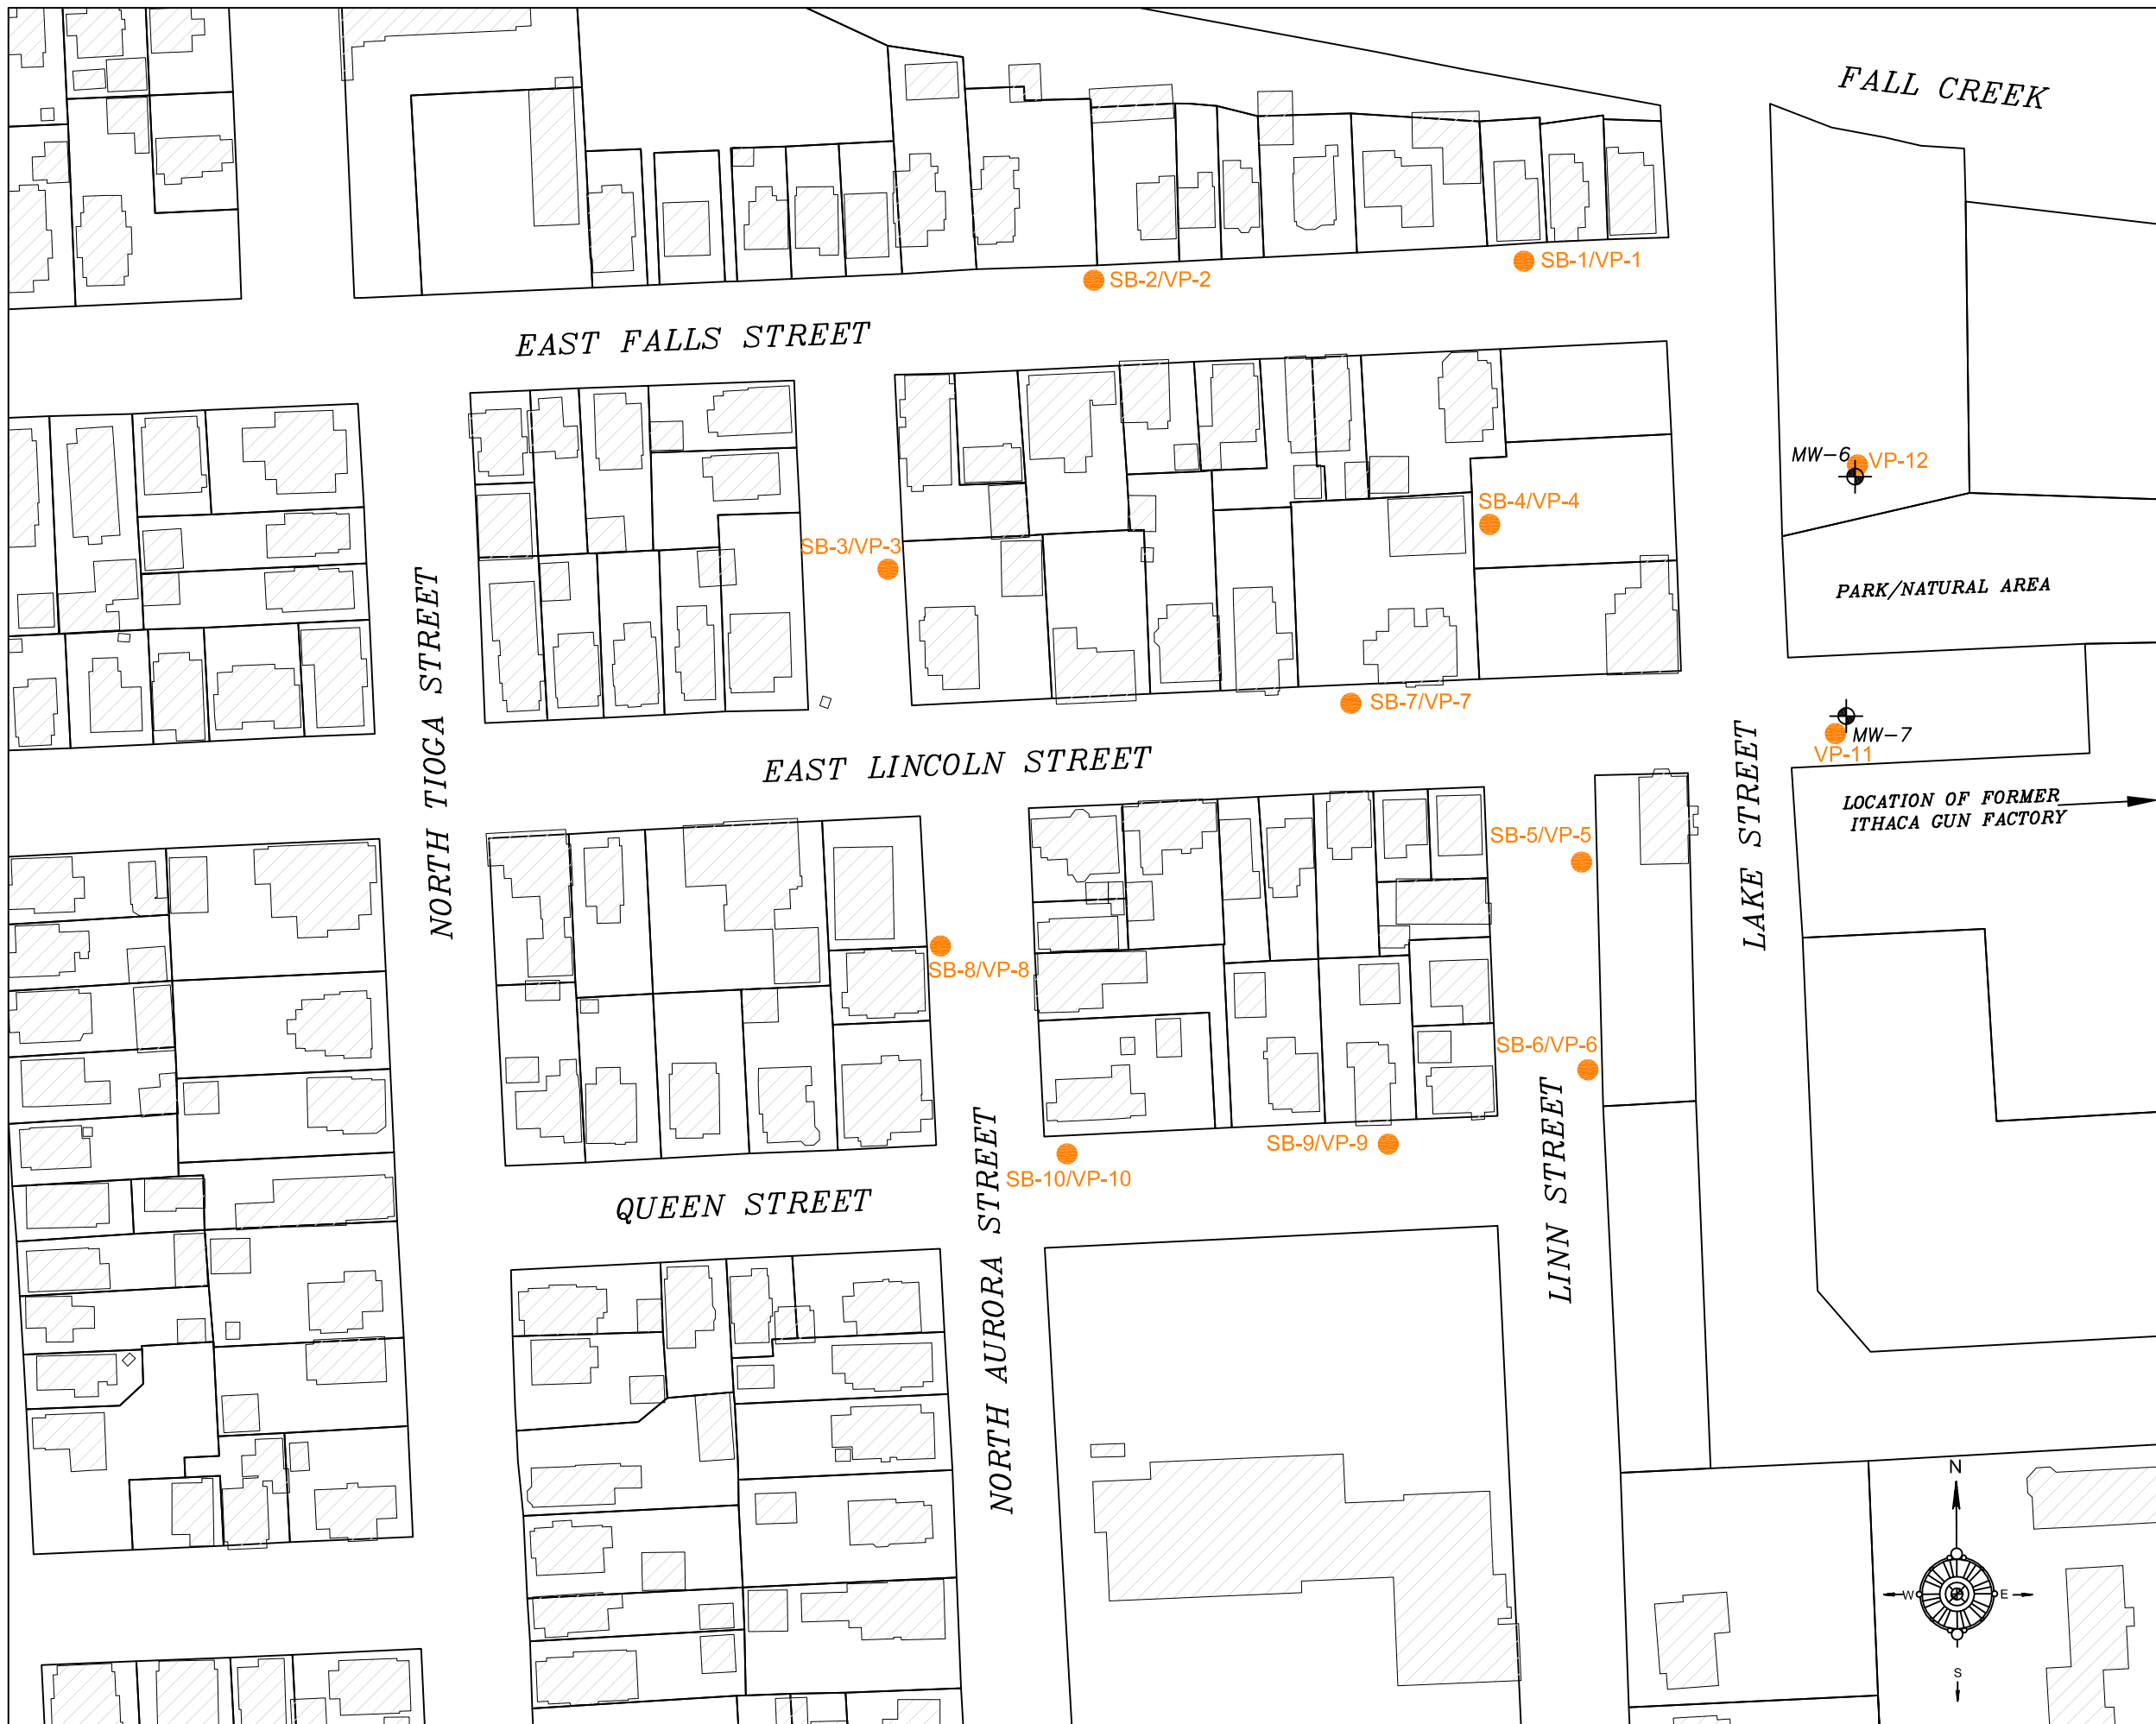 FALL CREEK
SB-1/VP-1
SB-2/VP-2
EAST FALLS STREET
MW-6
VP-12
SB-4/VP-4
SB-3/VP-3
PARK/NATURAL AREA
NORTH TIOGA STREET
SB-7/VP-7
MW-7
VP-11
EAST LINCOLN STREET
LAKE STREET
LOCATION OF FORMER
ITHACA GUN FACTORY
SB-5/VP-5
SB-8/VP-8
SB-6/VP-6
LINN STREET
SB-9/VP-9
SB-10/VP-10
QUEEN STREET
NORTH AURORA STREET
N
W
E
S